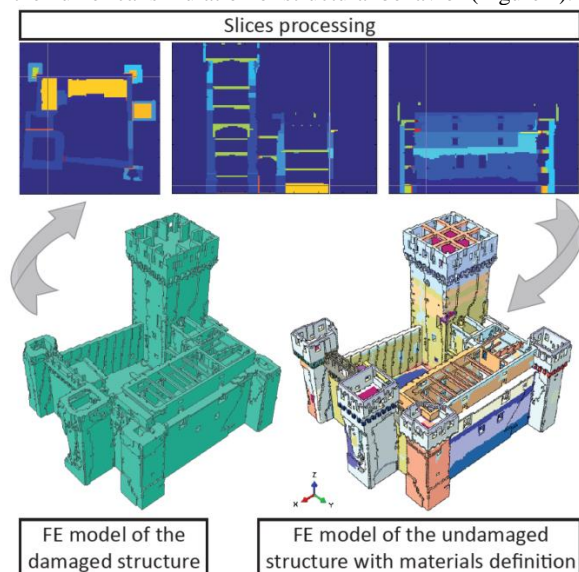 Slices processing
Z
X
Y
FE model of the
damaged structure
FE model of the undamaged
structure with materials definition